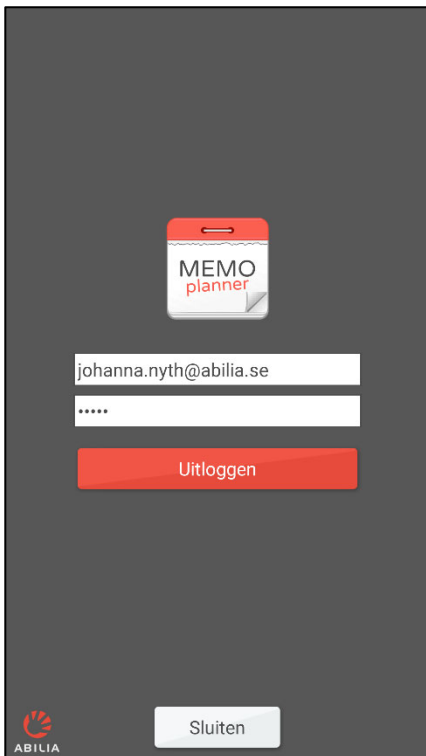 MEMO
planner
johanna.nyth@abilia.se
•••••
Uitloggen
ABILIA
Sluiten